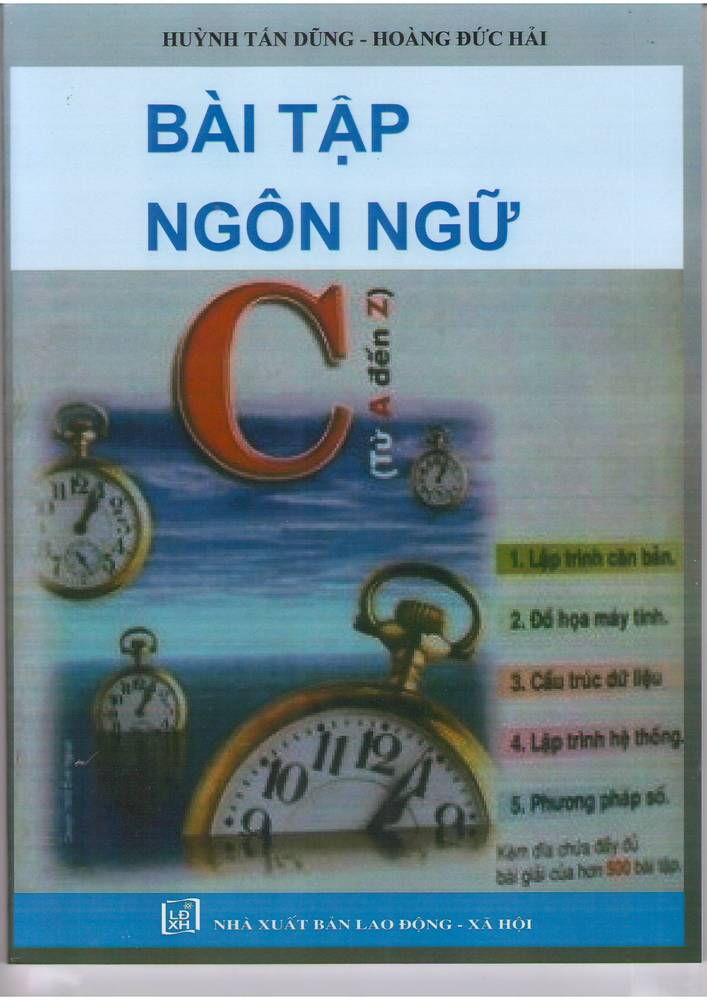 HUỲNH TẤN DŨNG - HOÀNG ĐỨC HẢI
BÀI TẬP
NGÔN NGỮ
C
(Từ A đến Z)
1. Lập trình căn bản.
2. Đồ họa máy tính.
3. Cấu trúc dữ liệu
4. Lập trình hệ thống.
5. Phương pháp số.
Kèm đĩa chứa đầy đủ
bài giải của hơn 500 bài tập.
LĐ
XH
NHÀ XUẤT BẢN LAO ĐỘNG - XÃ HỘI